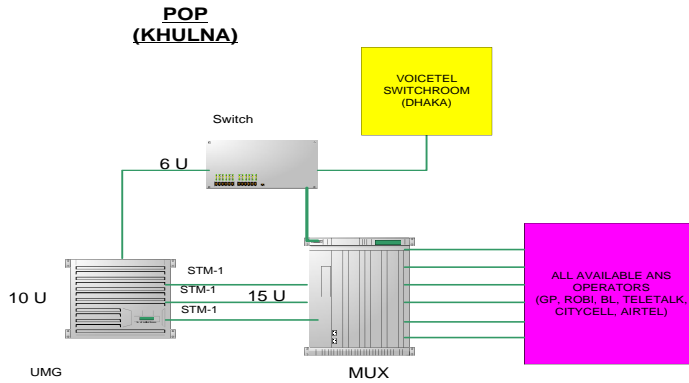 POP
(KHULNA)
VOICETEL
SWITCHROOM
(DHAKA)
Switch
6 U
STM-1
STM-1
STM-1
10 U
15 U
ALL AVAILABLE ANS
OPERATORS
(GP, ROBI, BL, TELETALK,
CITYCELL, AIRTEL)
UMG
MUX